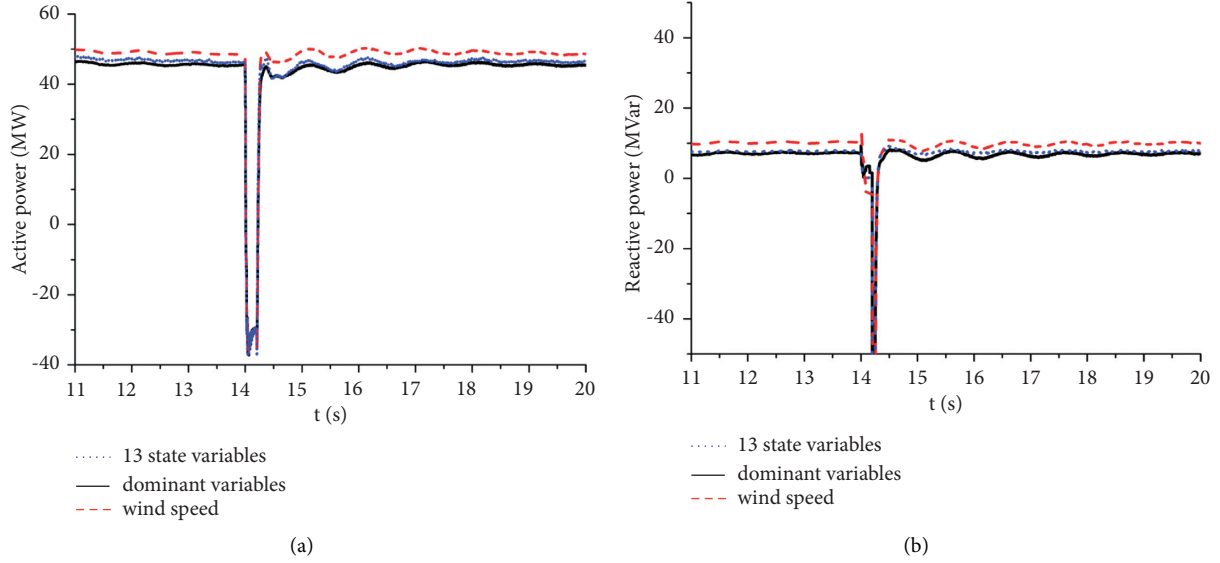 60
40
20
0
-20
-40
Active power (MW)
11 12 13 14 15 16 17 18 19 20
t (s)
13 state variables
dominant variables
wind speed
(a)
40
20
0
-20
-40
Reactive power (MVar)
11 12 13 14 15 16 17 18 19 20
t (s)
13 state variables
dominant variables
wind speed
(b)